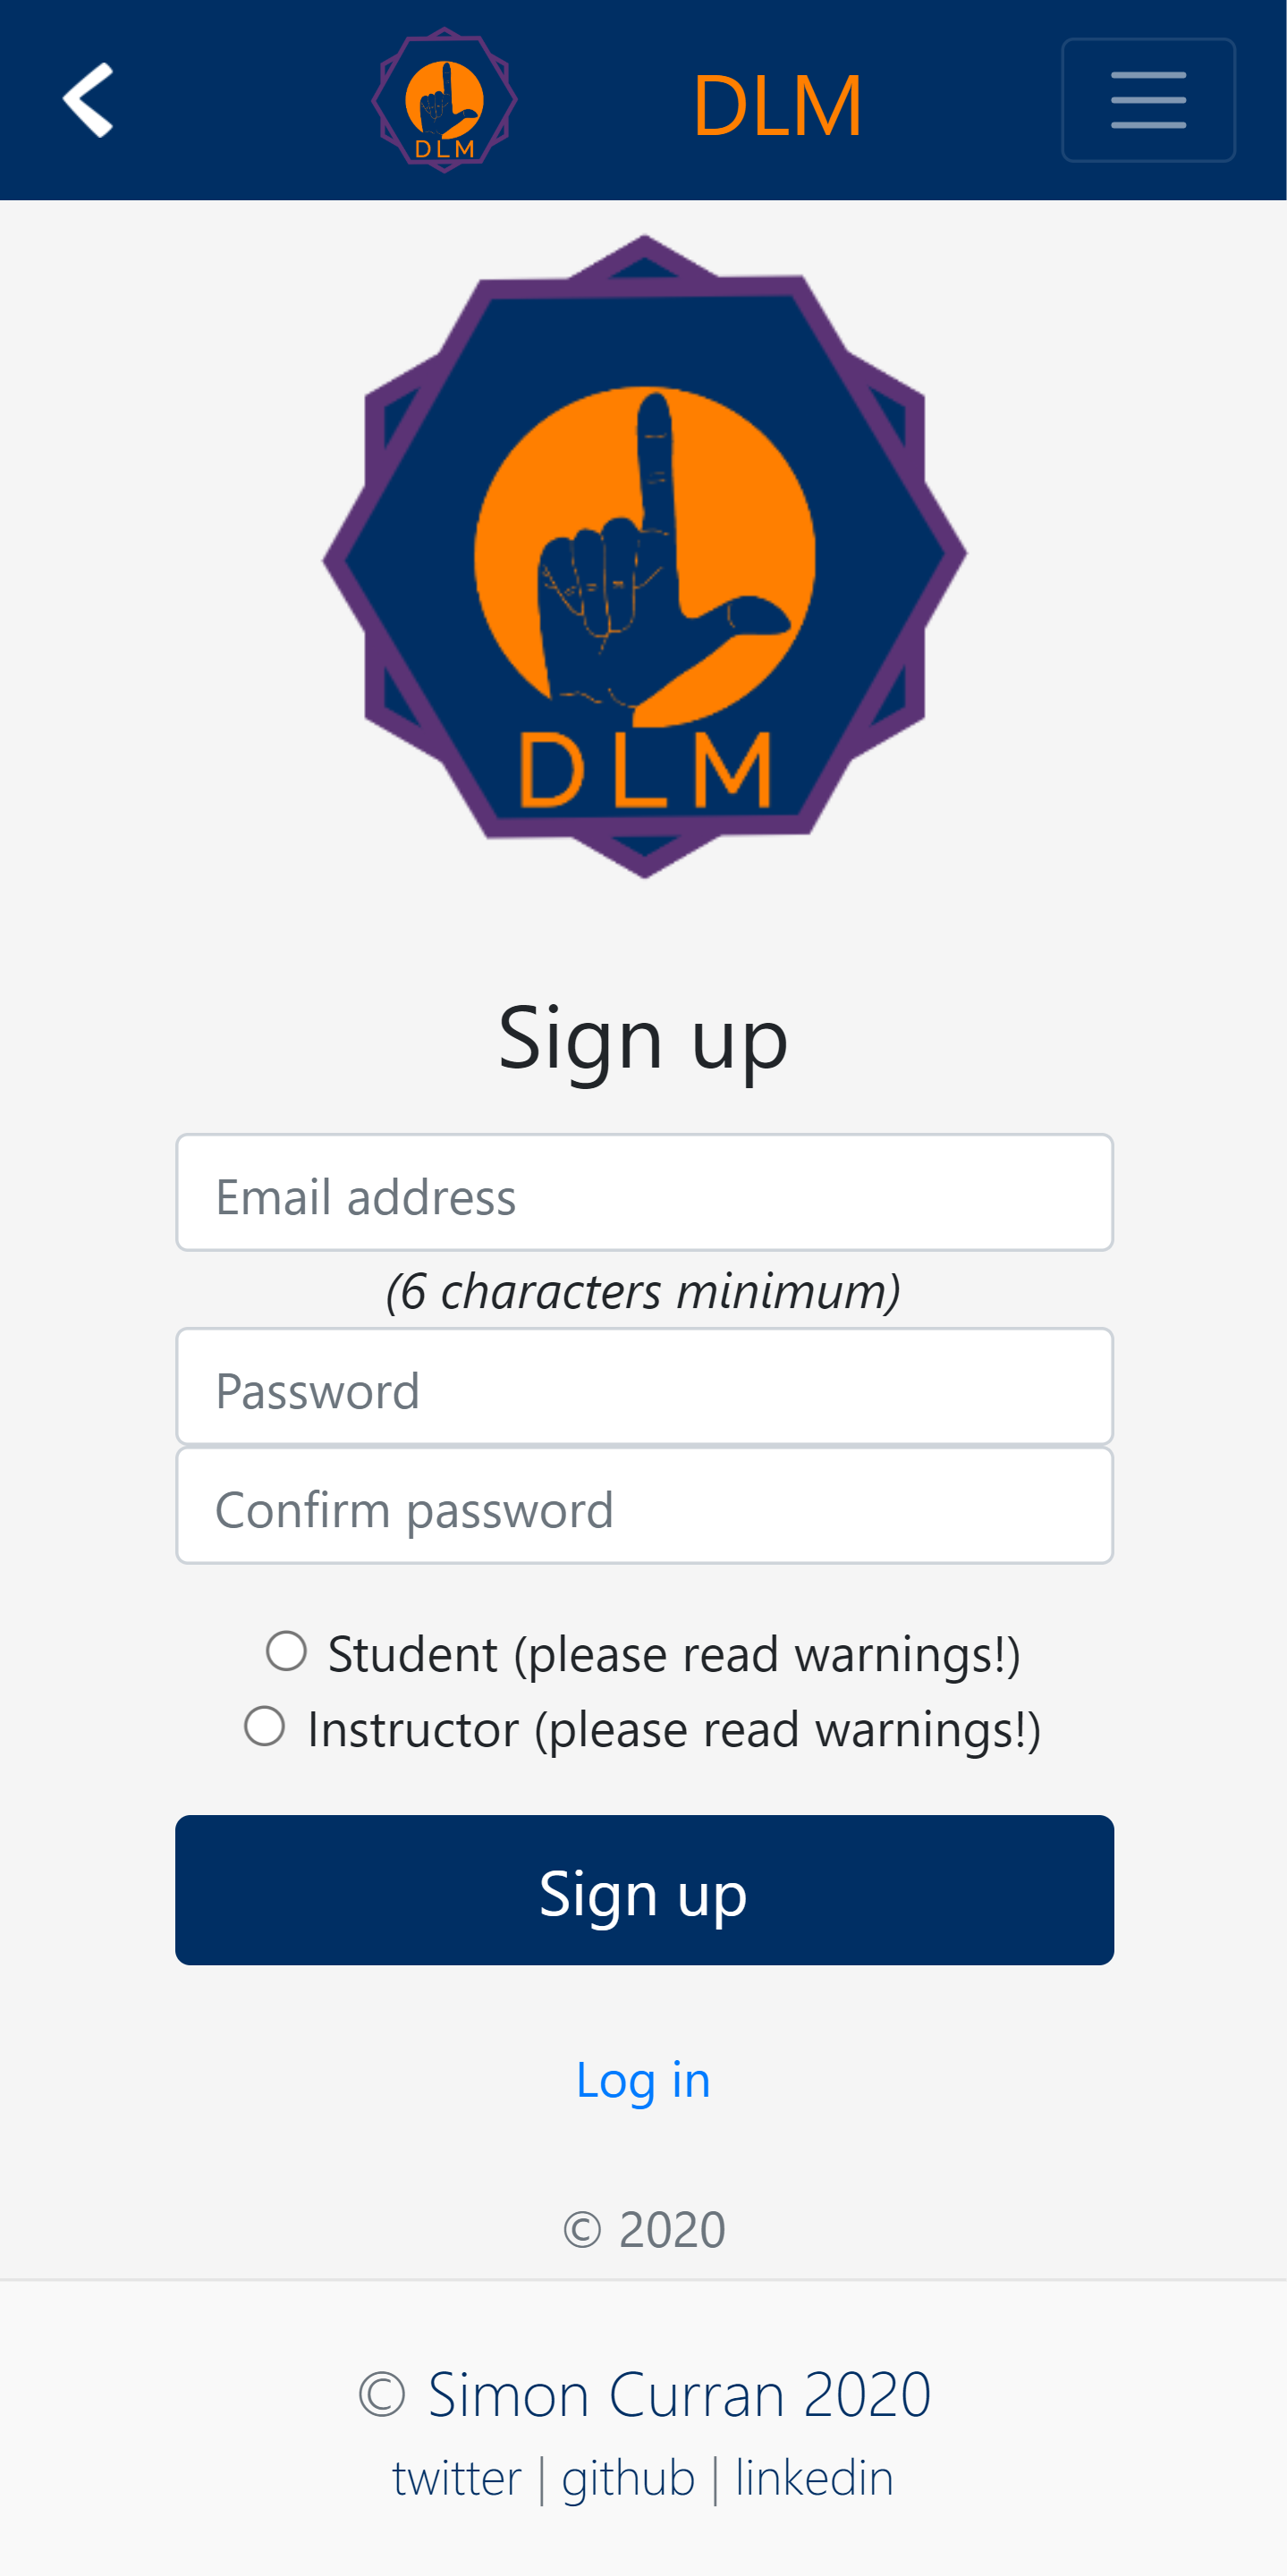 DLM
DLM
DLM
Sign up
Email address
(6 characters minimum)
Password
Confirm password
Student (please read warnings!)
Instructor (please read warnings!)
Sign up
Log in
© 2020
© Simon Curran 2020
twitter | github | linkedin